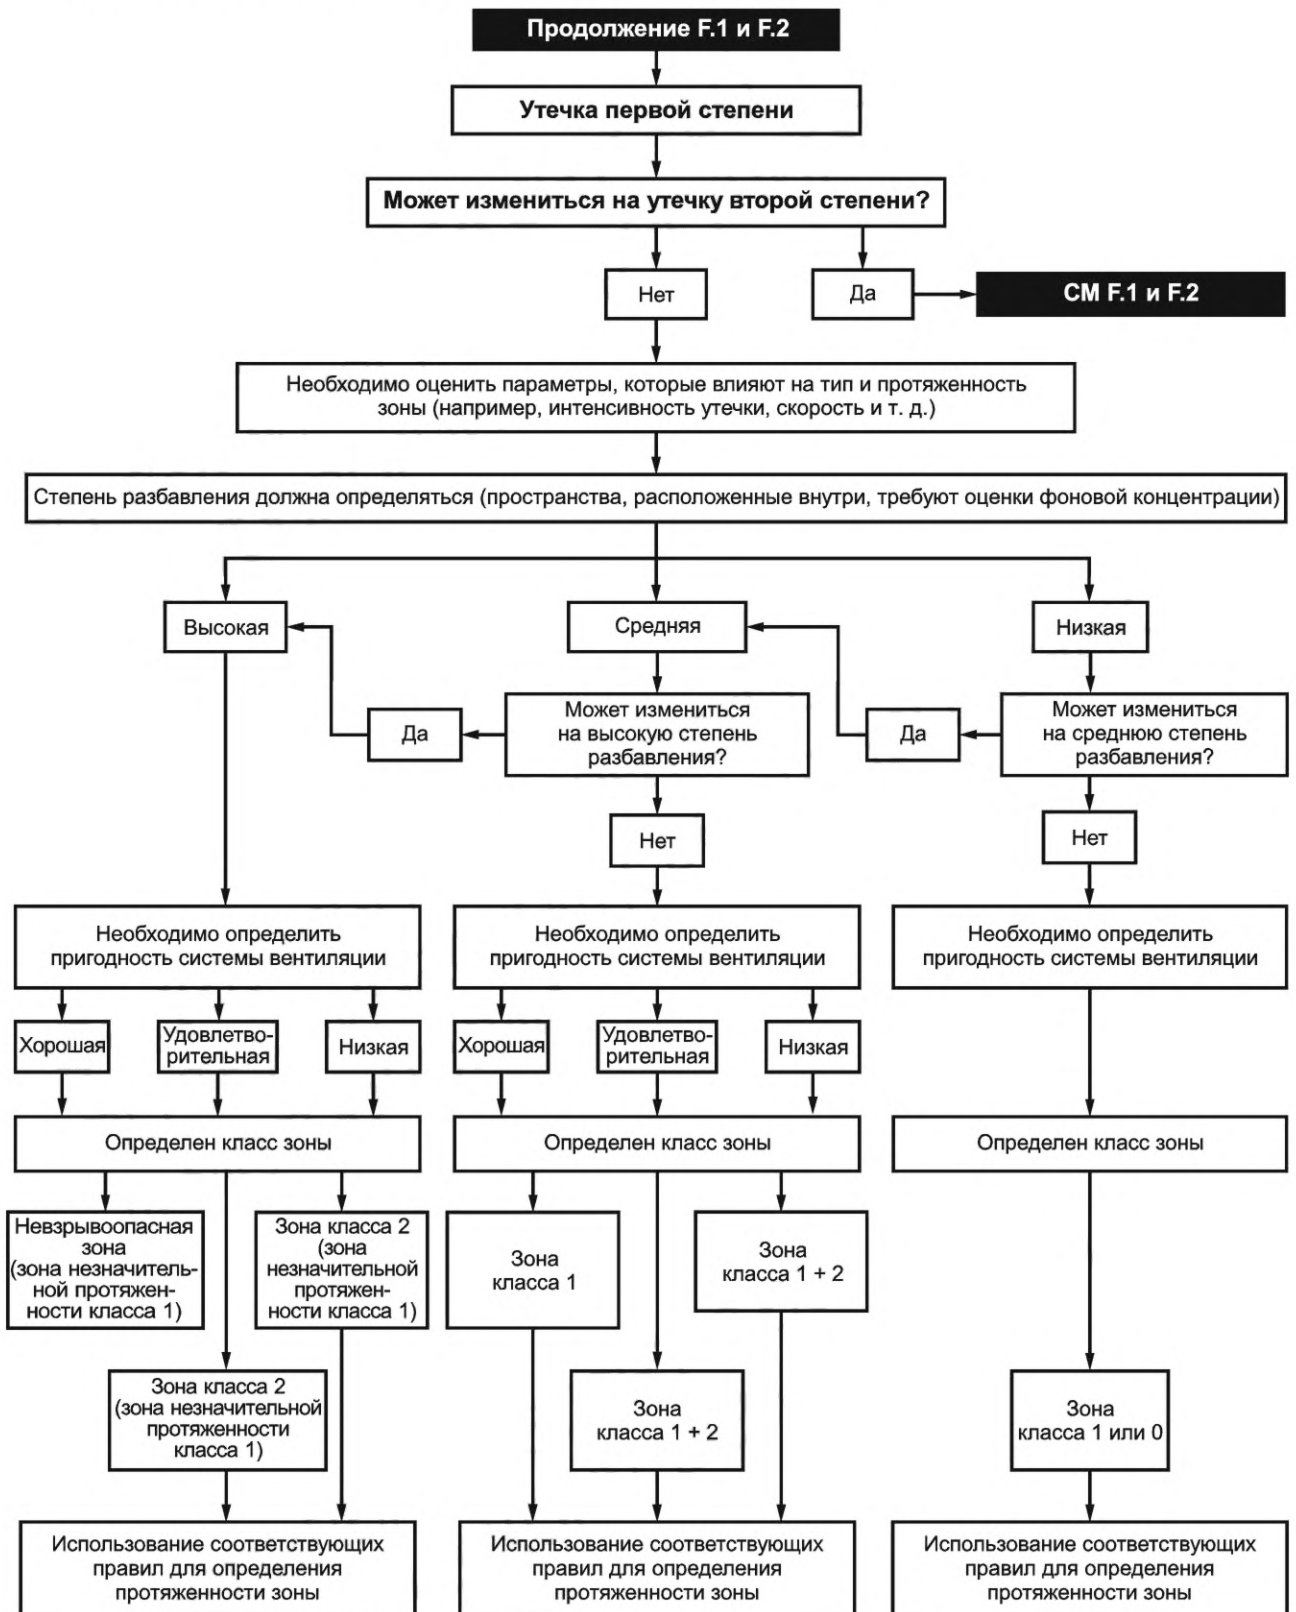 Продолжение F.1 и F.2
Утечка первой степени
Может измениться на утечку второй степени?
Нет
Да
СМ F.1 и F.2
Необходимо оценить параметры, которые влияют на тип и протяженность
зоны (например, интенсивность утечки, скорость и т. д.)
Степень разбавления должна определяться (пространства, расположенные внутри, требуют оценки фоновой концентрации)
Высокая
Средняя
Низкая
Да
Может измениться
на высокую степень
разбавления?
Да
Может измениться
на среднюю степень
разбавления?
Нет
Нет
Необходимо определить
пригодность системы вентиляции
Необходимо определить
пригодность системы вентиляции
Необходимо определить
пригодность системы вентиляции
Хорошая
Удовлетво-
рительная
Низкая
Хорошая
Удовлетво-
рительная
Низкая
Определен класс зоны
Определен класс зоны
Определен класс зоны
Невзрывоопасная
зона
(зона незначитель-
ной протяжен-
ности класса 1)
Зона класса 2
(зона
незначительной
протяжен-
ности класса 1)
Зона
класса 1
Зона
класса 1 + 2
Зона класса 2
(зона незначительной
протяженности
класса 1)
Зона
класса 1 + 2
Зона
класса 1 или 0
Использование соответствующих
правил для определения
протяженности зоны
Использование соответствующих
правил для определения
протяженности зоны
Использование соответствующих
правил для определения
протяженности зоны